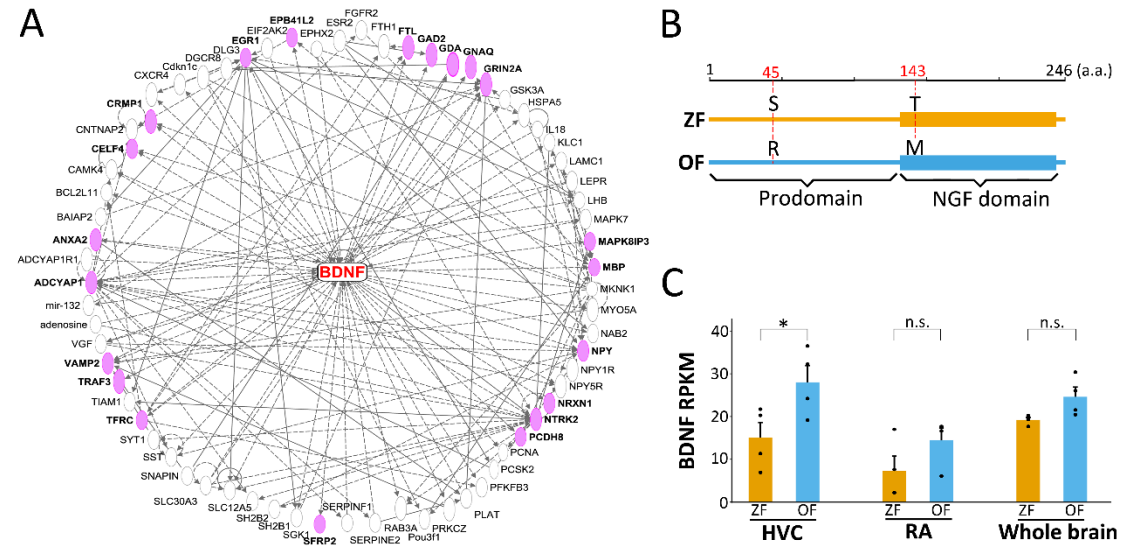 A
EPB41L2
FGFR2
ESR2
FTH1
EIF2AK2
EPHX2
FTL
EGR1
GAD2
DLG3
GDA
DGCR8
GNAQ
Cdkn1c
GRIN2A
CXCR4
GSK3A
CRMP1
HSPA5
CNTNAP2
IL18
CELF4
KLC1
CAMK4
LAMC1
BCL2L11
LEPR
BAIAP2
LHB
ANXA2
MAPK7
ADCYAP1R1
MAPK8IP3
BDNF
MBP
ADCYAP1
MKNK1
mir-132
MYO5A
adenosine
NAB2
VGF
NPY
VAMP2
NPY1R
TRAF3
NPY5R
TIAM1
NRXN1
TFRC
NTRK2
SYT1
PCDH8
SST
PCNA
SNAPIN
PCSK2
SLC30A3
PFKFB3
SLC12A5
PLAT
SH2B2
PRKCZ
SH2B1
Pou3f1
SGK1
RAB3A
SFRP2
SERPINF1
SERPINE2
B
1 45 143 246 (a.a.)
S T
ZF
R M
OF
Prodomain NGF domain
C
BDNF RPKM
40
30
20
10
0
* n.s. n.s.
ZF OF ZF OF ZF OF
HVC RA Whole brain